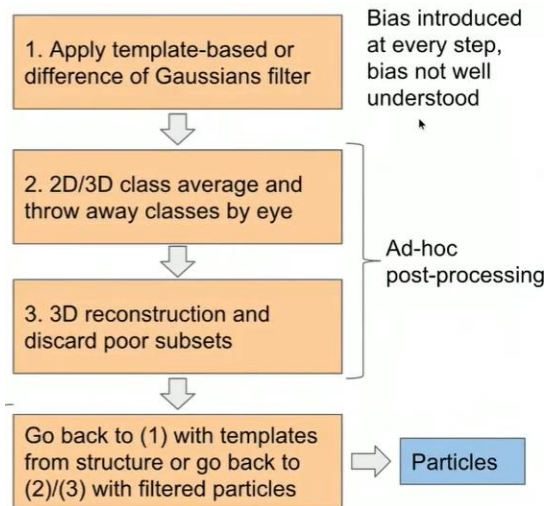 1. Apply template-based or
difference of Gaussians filter
Bias introduced
at every step,
bias not well
understood
2. 2D/3D class average and
throw away classes by eye
3. 3D reconstruction and
discard poor subsets
Ad-hoc
post-processing
Go back to (1) with templates
from structure or go back to
(2)/(3) with filtered particles
Particles